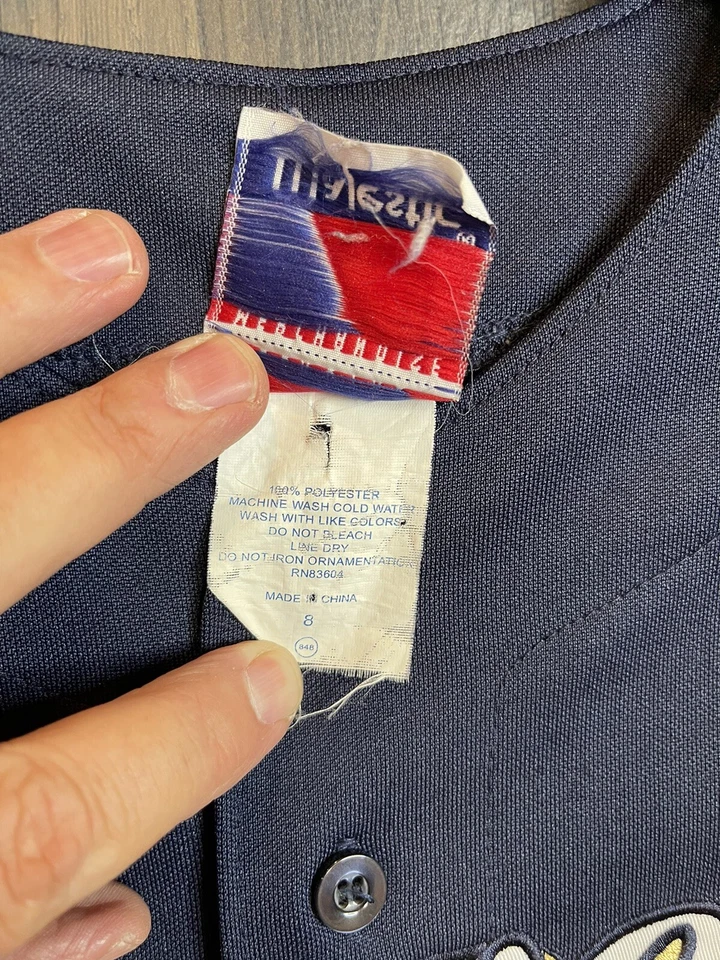 Majestic
®
MERCHANDIZE
100% POLYESTER
MACHINE WASH COLD WATER
WASH WITH LIKE COLORS
DO NOT BLEACH
LINE DRY
DO NOT IRON ORNAMENTATION
RN83604
MADE IN CHINA
8
848